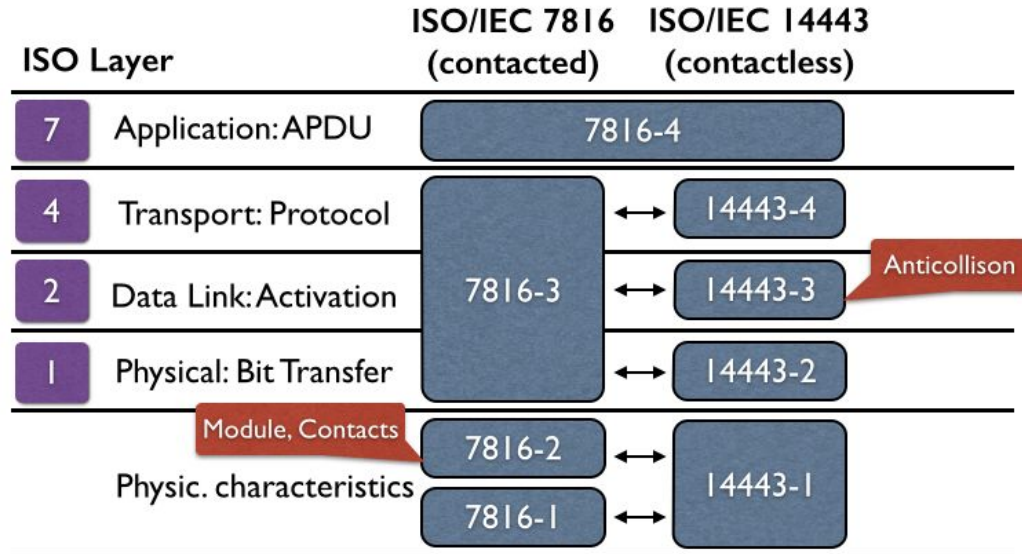 ISO/IEC 7816
(contacted)
ISO/IEC 14443
(contactless)
ISO Layer
7
Application: APDU
7816-4
4
Transport: Protocol
14443-4
2
Data Link: Activation
7816-3
14443-3
Anticollison
1
Physical: Bit Transfer
14443-2
Module, Contacts
7816-2
Physic. characteristics
14443-1
7816-1